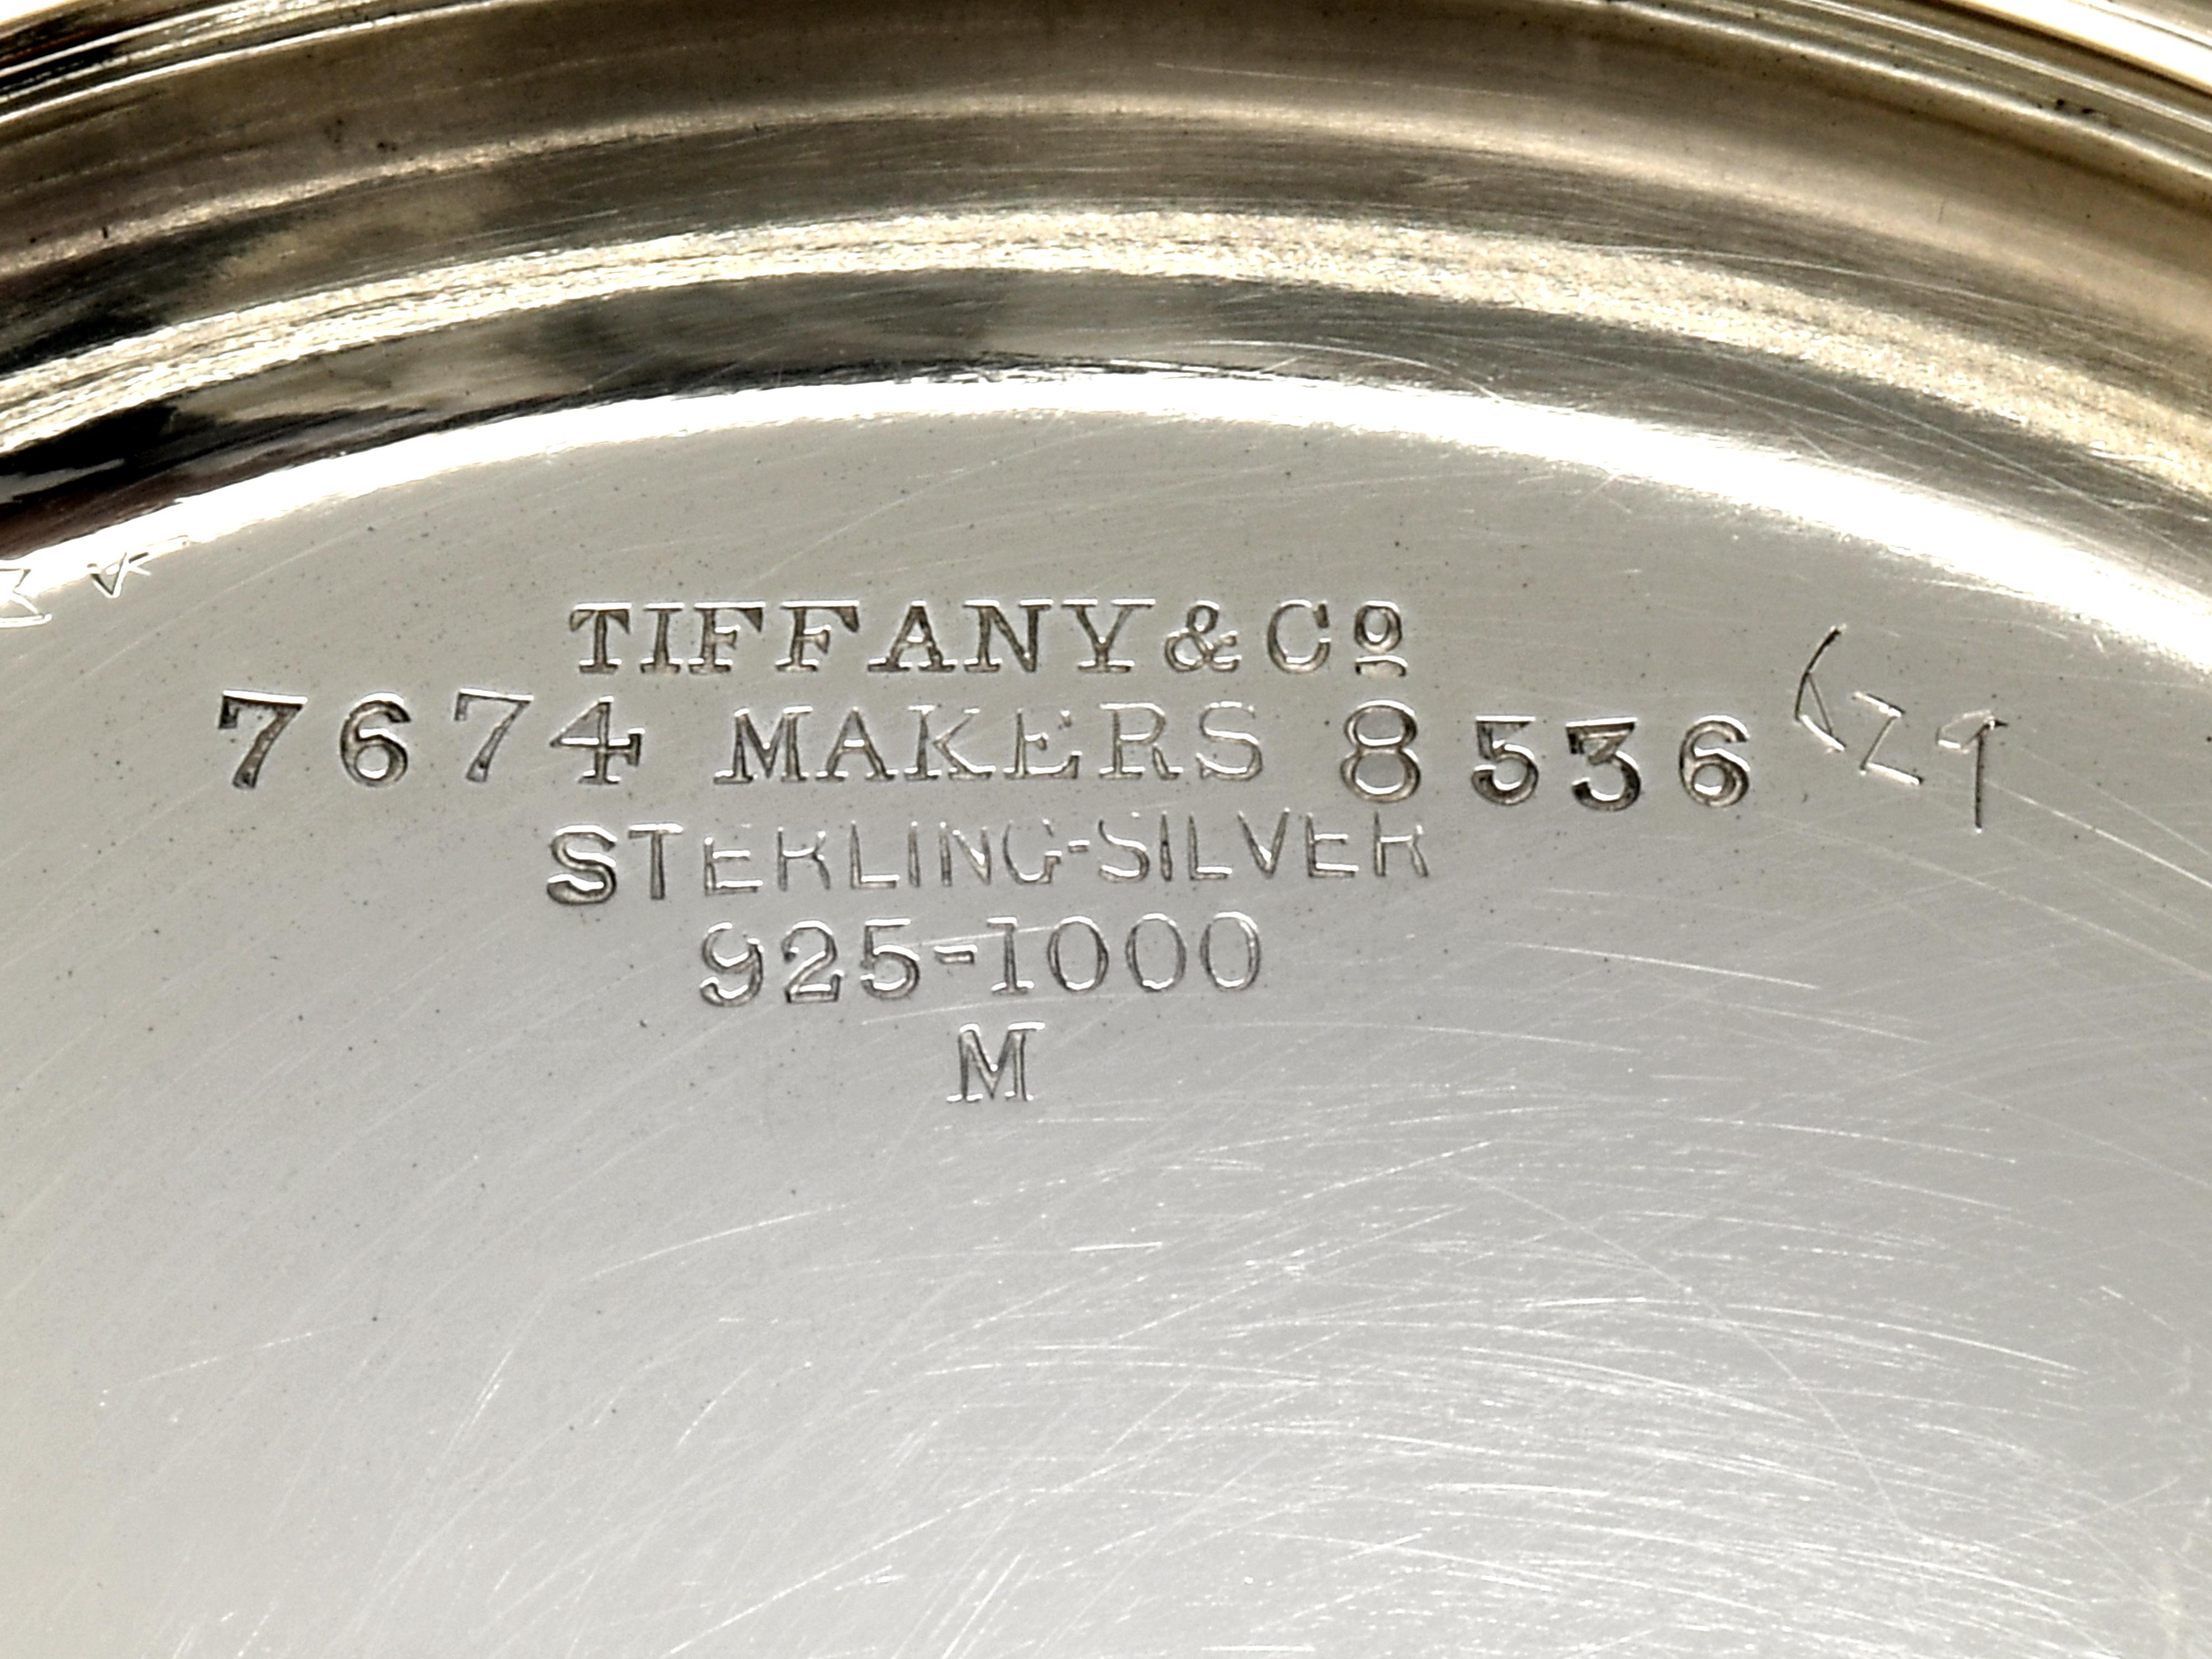 TIFFANY & Co
7674 MAKERS 8536
STERLING-SILVER
925-1000
M